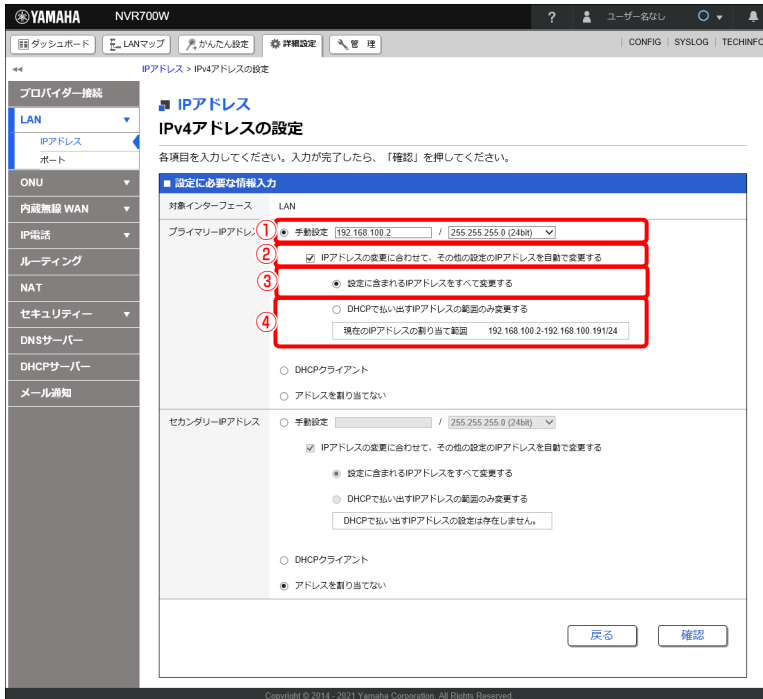 YAMAHA NVR700W ? ユーザー名なし
ダッシュボード LANマップ かんたん設定 詳細設定 管理 CONFIG SYSLOG TECHINFO
IPアドレス > IPv4アドレスの設定
プロバイダー接続
LAN
IPアドレス
ポート
ONU
内蔵無線 WAN
IP電話
ルーティング
NAT
セキュリティー
DNSサーバー
DHCPサーバー
メール通知
IPアドレス
IPv4アドレスの設定
各項目を入力してください。入力が完了したら、「確認」を押してください。
■ 設定に必要な情報入力
対象インターフェース LAN
プライマリーIPアドレス ① 手動設定 192.168.100.2 / 255.255.255.0 (24bit)
② IPアドレスの変更に合わせて、その他の設定のIPアドレスを自動で変更する
③ 設定に含まれるIPアドレスをすべて変更する
④ DHCPで払い出すIPアドレスの範囲のみ変更する
現在のIPアドレスの割り当て範囲 192.168.100.2-192.168.100.191/24
DHCPクライアント
アドレスを割り当てない
セカンダリーIPアドレス 手動設定 / 255.255.255.0 (24bit)
IPアドレスの変更に合わせて、その他の設定のIPアドレスを自動で変更する
設定に含まれるIPアドレスをすべて変更する
DHCPで払い出すIPアドレスの範囲のみ変更する
DHCPで払い出すIPアドレスの設定は存在しません。
DHCPクライアント
アドレスを割り当てない
戻る 確認
Copyright © 2014 - 2021 Yamaha Corporation. All Rights Reserved.